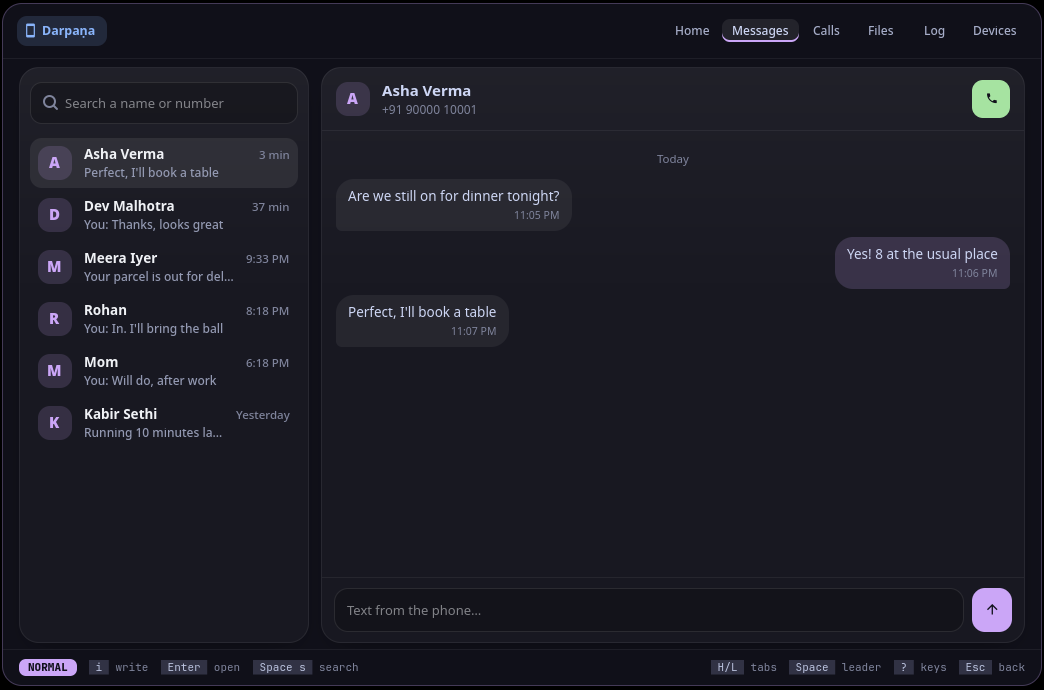 Darpaṇa
Home Messages Calls Files Log Devices
Search a name or number
A
Asha Verma 3 min
Perfect, I'll book a table
D
Dev Malhotra 37 min
You: Thanks, looks great
M
Meera Iyer 9:33 PM
Your parcel is out for del...
R
Rohan 8:18 PM
You: In. I'll bring the ball
M
Mom 6:18 PM
You: Will do, after work
K
Kabir Sethi Yesterday
Running 10 minutes la...
A
Asha Verma
+91 90000 10001
Today
Are we still on for dinner tonight?
11:05 PM
Yes! 8 at the usual place
11:06 PM
Perfect, I'll book a table
11:07 PM
Text from the phone...
NORMAL i write Enter open Space s search H/L tabs Space leader ? keys Esc back